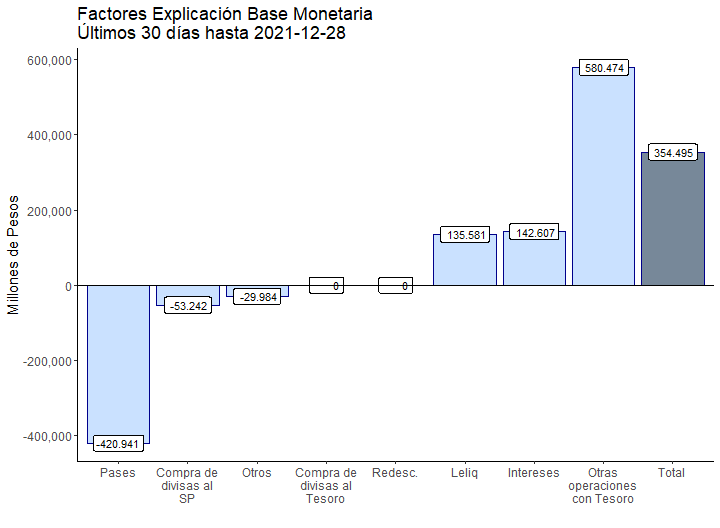 Factores Explicación Base Monetaria
Últimos 30 días hasta 2021-12-28
Millones de Pesos
600,000
400,000
200,000
0
-200,000
-400,000
-420.941
-53.242
-29.984
0
0
135.581
142.607
580.474
354.495
Pases
Compra de
divisas al
SP
Otros
Compra de
divisas al
Tesoro
Redesc.
Leliq
Intereses
Otras
operaciones
con Tesoro
Total